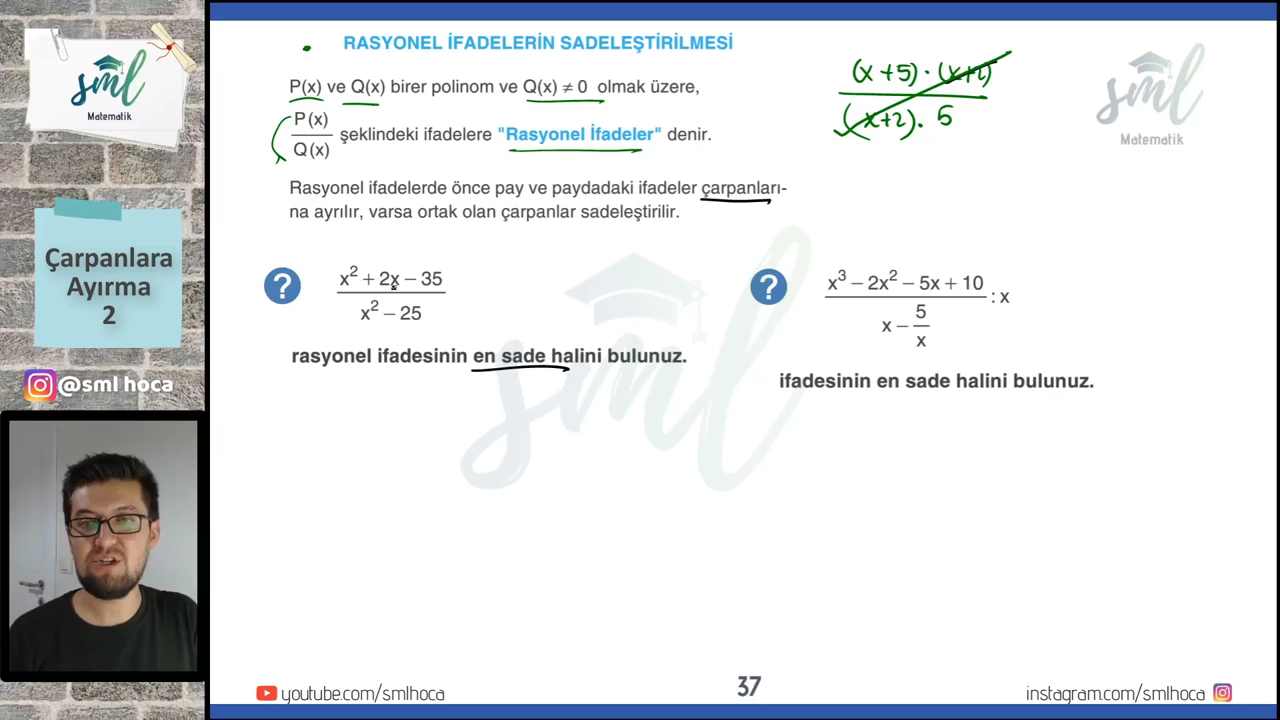 sml
Matematik
Çarpanlara
Ayırma
2
@sml hoca
RASYONEL İFADELERİN SADELEŞTİRİLMESİ
P(x) ve Q(x) birer polinom ve Q(x) ≠ 0 olmak üzere,
P(x)
Q(x)
şeklindeki ifadelere "Rasyonel İfadeler" denir.
Rasyonel ifadelerde önce pay ve paydadaki ifadeler çarpanları-
na ayrılır, varsa ortak olan çarpanlar sadeleştirilir.
(x+5) · (x+2)
(x+2) · 5
sml
Matematik
?
x² + 2x − 35
x² − 25
rasyonel ifadesinin en sade halini bulunuz.
?
x³ − 2x² − 5x + 10
x − 5/x
: x
ifadesinin en sade halini bulunuz.
sml
youtube.com/smlhoca
37
instagram.com/smlhoca